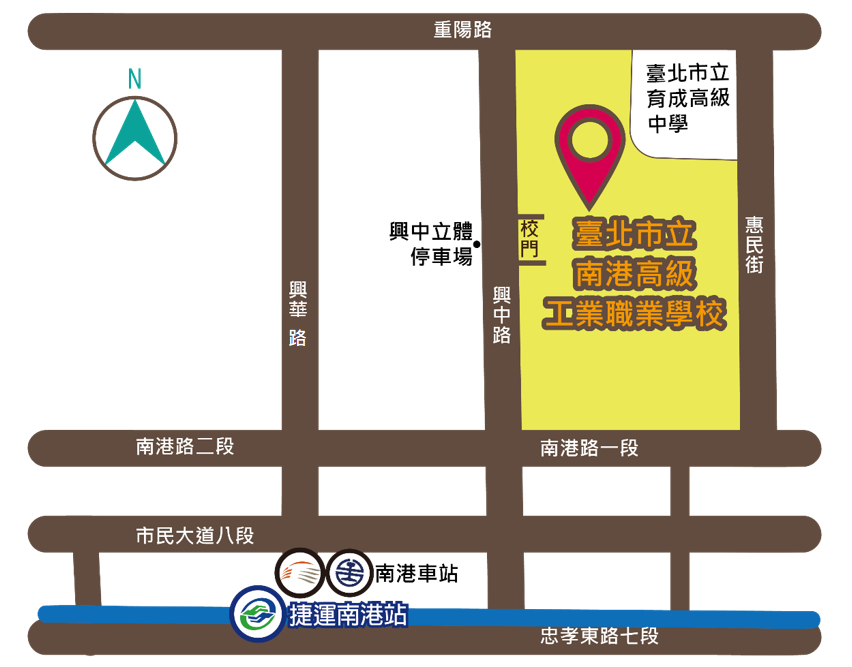 重陽路
N
臺北市立
育成高級
中學
興中立體
停車場
校門
惠民街
臺北市立
南港高級
工業職業學校
興華路
興中路
南港路二段
南港路一段
市民大道八段
南港車站
捷運南港站
忠孝東路七段